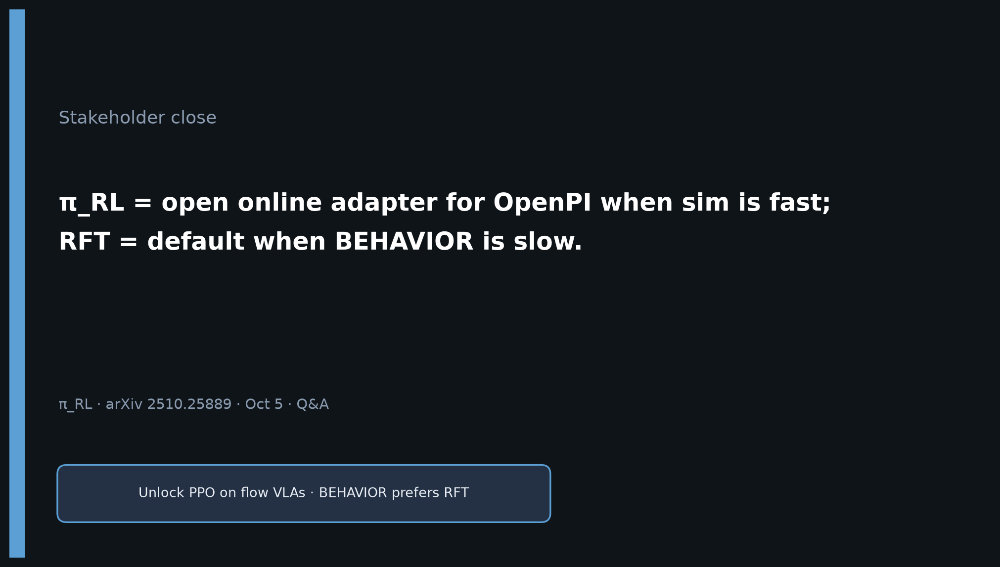 Stakeholder close
π_RL = open online adapter for OpenPI when sim is fast;
RFT = default when BEHAVIOR is slow.
π_RL · arXiv 2510.25889 · Oct 5 · Q&A
Unlock PPO on flow VLAs · BEHAVIOR prefers RFT